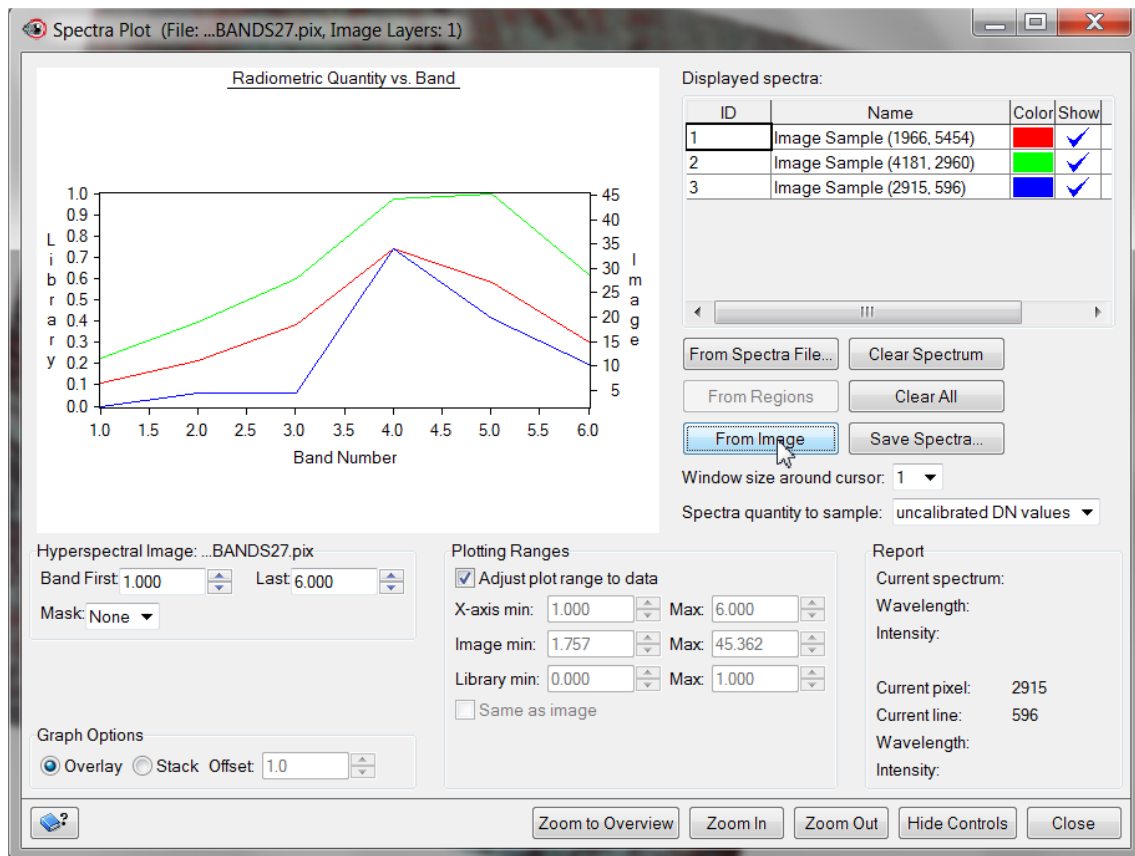 Spectra Plot (File: ...BANDS27.pix, Image Layers: 1)
Radiometric Quantity vs. Band
Library
1.0
0.9
0.8
0.7
0.6
0.5
0.4
0.3
0.2
0.1
0.0
45
40
35
30
25
20
15
10
5
Image
1.0 1.5 2.0 2.5 3.0 3.5 4.0 4.5 5.0 5.5 6.0
Band Number
Displayed spectra:
ID Name Color Show
1 Image Sample (1966, 5454)
2 Image Sample (4181, 2960)
3 Image Sample (2915, 596)
From Spectra File... Clear Spectrum
From Regions Clear All
From Image Save Spectra...
Window size around cursor: 1
Spectra quantity to sample: uncalibrated DN values
Hyperspectral Image: ...BANDS27.pix
Band First: 1.000 Last: 6.000
Mask: None
Graph Options
Overlay Stack Offset: 1.0
Plotting Ranges
Adjust plot range to data
X-axis min: 1.000 Max: 6.000
Image min: 1.757 Max: 45.362
Library min: 0.000 Max: 1.000
Same as image
Report
Current spectrum:
Wavelength:
Intensity:
Current pixel: 2915
Current line: 596
Wavelength:
Intensity:
? Zoom to Overview Zoom In Zoom Out Hide Controls Close